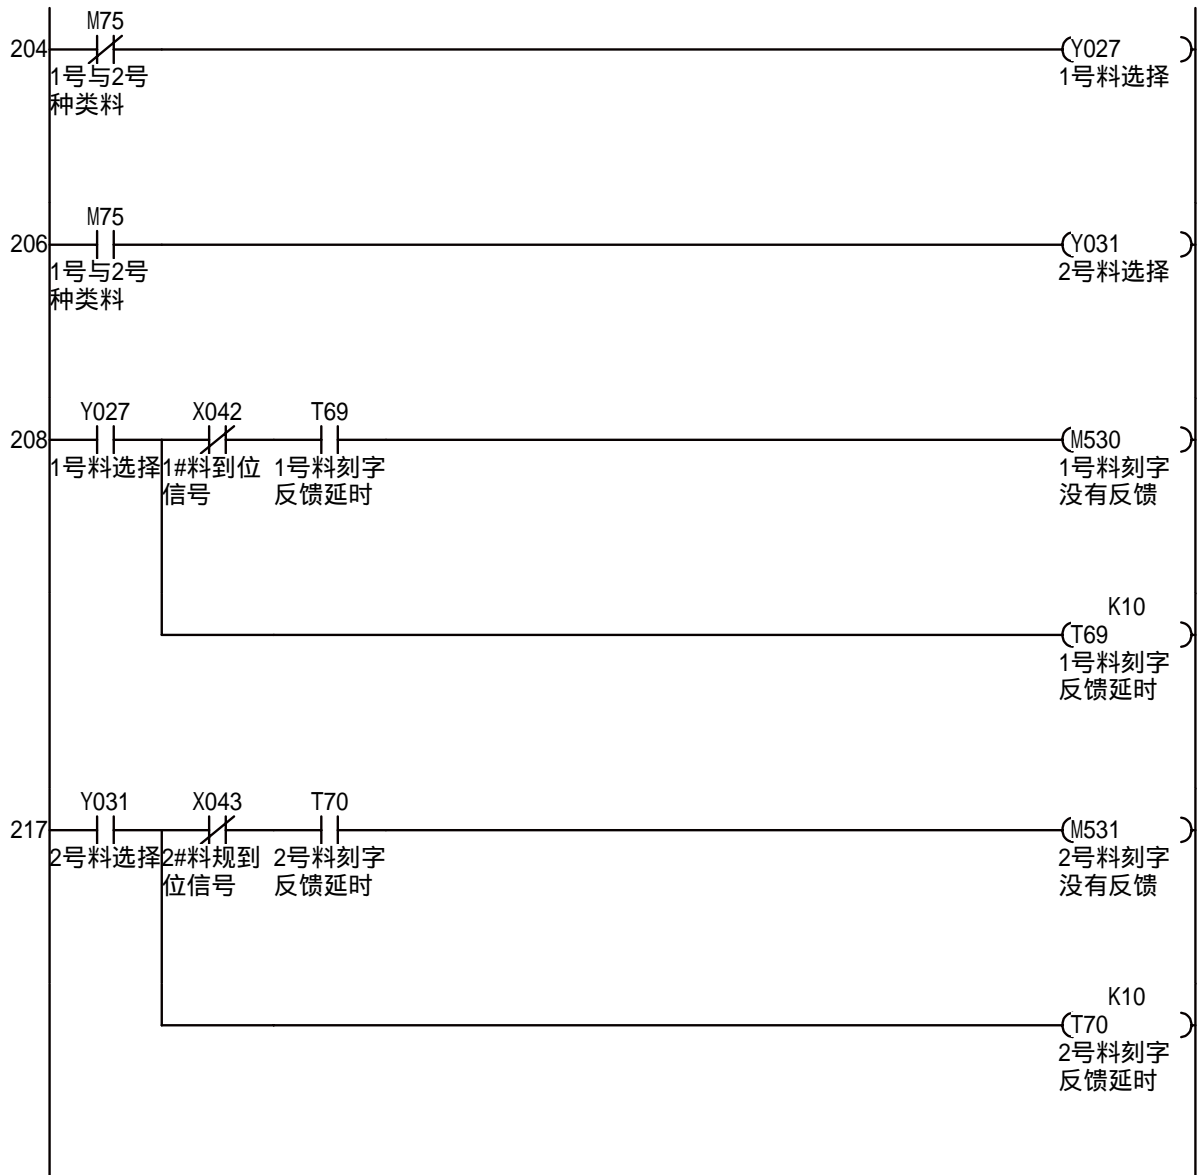 M75
204
Y027
1号与2号
1号料选择
种类料
M75
206
Y031
1号与2号
2号料选择
种类料
Y027 X042 T69
208
M530
1号料选择 1#料到位 1号料刻字
1号料刻字
信号 反馈延时
没有反馈
K10
T69
1号料刻字
反馈延时
Y031 X043 T70
217
M531
2号料选择 2#料规到 2号料刻字
2号料刻字
位信号 反馈延时
没有反馈
K10
T70
2号料刻字
反馈延时